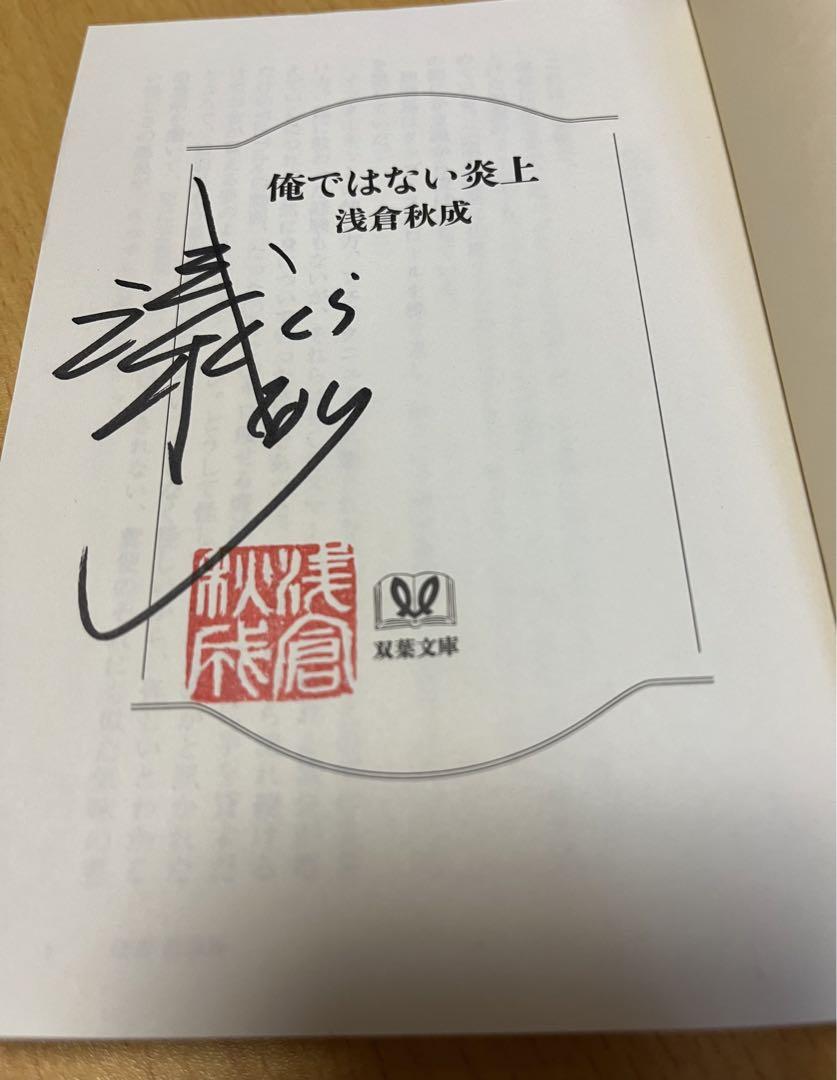 俺ではない炎上
浅倉秋成
浅倉
秋成
双葉文庫